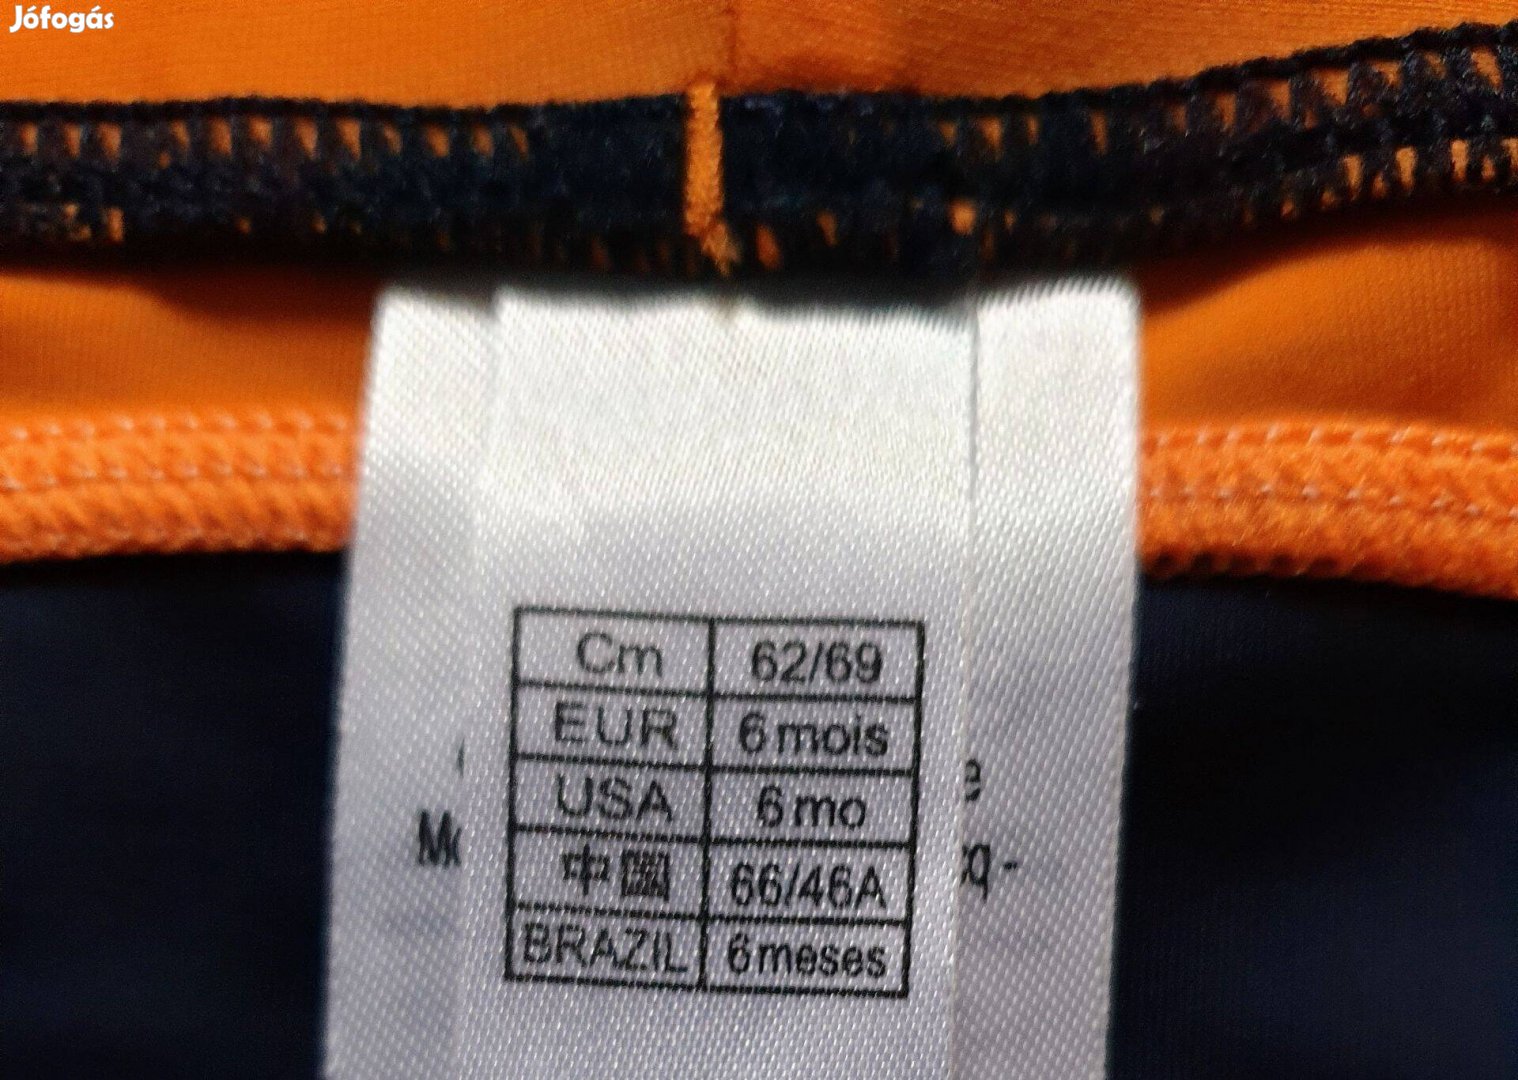 Jófogás
Cm 62/69
EUR 6 mois
USA 6 mo
中國 66/46A
BRAZIL 6 meses